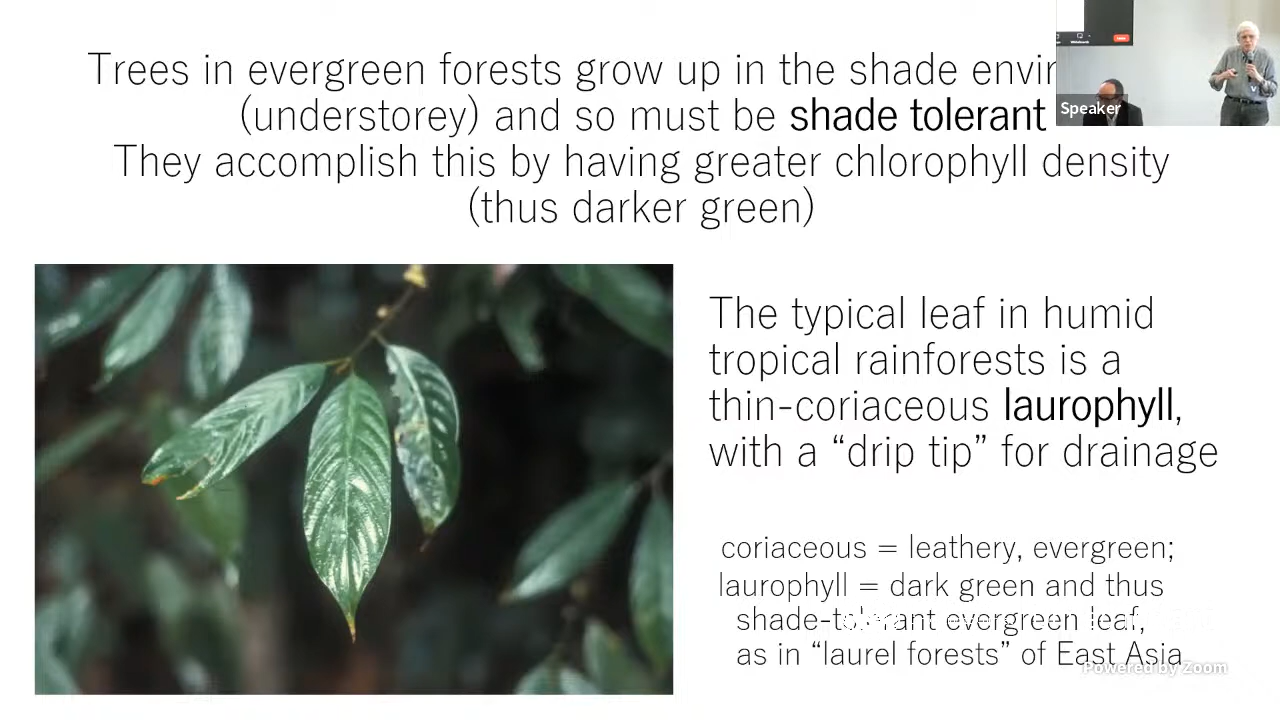 Trees in evergreen forests grow up in the shade
(understorey) and so must be shade tolerant
They accomplish this by having greater chlorophyll density
(thus darker green)
Speaker
The typical leaf in humid
tropical rainforests is a
thin-coriaceous laurophyll,
with a “drip tip” for drainage
coriaceous = leathery, evergreen;
laurophyll = dark green and thus
shade-tolerant evergreen leaf,
as in “laurel forests” of East Asia
Powered by Zoom